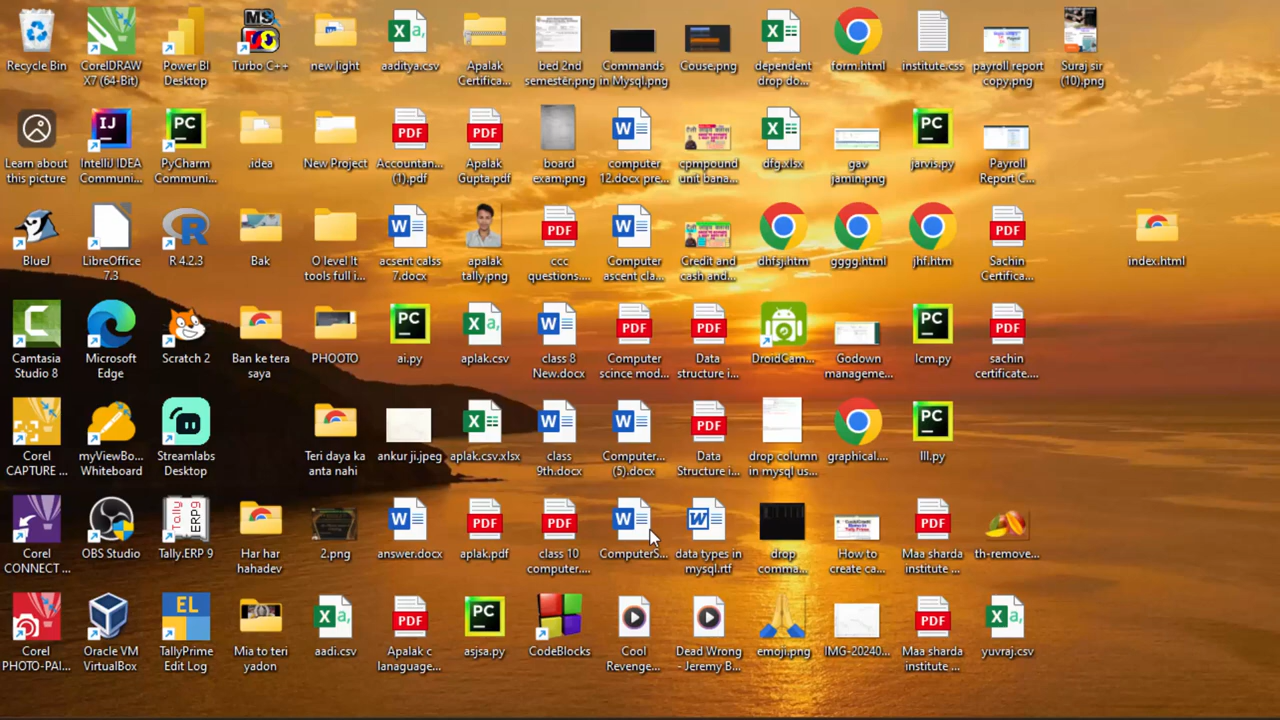 Recycle Bin
CorelDRAW
X7 (64-Bit)
Power BI
Desktop
Turbo C++
new light
aaditya.csv
Apalak
Certifica...
bed 2nd
semester.png
Commands
in Mysql.png
Couse.png
dependent
drop do...
form.html
institute.css
payroll report
copy.png
Suraj sir
(10).png
Learn about
this picture
IntelliJ IDEA
Communi...
PyCharm
Communi...
.idea
New Project
Accountan...
(1).pdf
Apalak
Gupta.pdf
board
exam.png
computer
12.docx pre...
cpmpound
unit bana...
dfg.xlsx
gav
jamin.png
jarvis.py
Payroll
Report C...
BlueJ
LibreOffice
7.3
R 4.2.3
Bak
O level It
tools full i...
acsent calss
7.docx
apalak
tally.png
ccc
questions....
Computer
ascent cla...
Credit and
cash and...
dhfsj.htm
gggg.html
jhf.htm
Sachin
Certifica...
index.html
Camtasia
Studio 8
Microsoft
Edge
Scratch 2
Ban ke tera
saya
PHOOTO
ai.py
aplak.csv
class 8
New.docx
Computer
scince mod...
Data
structure i...
DroidCam...
Godown
manageme...
lcm.py
sachin
certificate....
Corel
CAPTURE ...
myViewBo...
Whiteboard
Streamlabs
Desktop
Teri daya ka
anta nahi
ankur ji.jpeg
aplak.csv.xlsx
class
9th.docx
Computer...
(5).docx
Data
Structure i...
drop column
in mysql us...
graphical....
lll.py
Corel
CONNECT ...
OBS Studio
Tally.ERP 9
Har har
hahadev
2.png
answer.docx
aplak.pdf
class 10
computer....
ComputerS...
data types in
mysql.rtf
drop
comma...
How to
create ca...
Maa sharda
institute ...
th-remove...
Corel
PHOTO-PAI...
Oracle VM
VirtualBox
TallyPrime
Edit Log
Mia to teri
yadon
aadi.csv
Apalak c
lanaguage...
asjsa.py
CodeBlocks
Cool
Revenge...
Dead Wrong
- Jeremy B...
emoji.png
IMG-20240...
Maa sharda
institute ...
yuvraj.csv